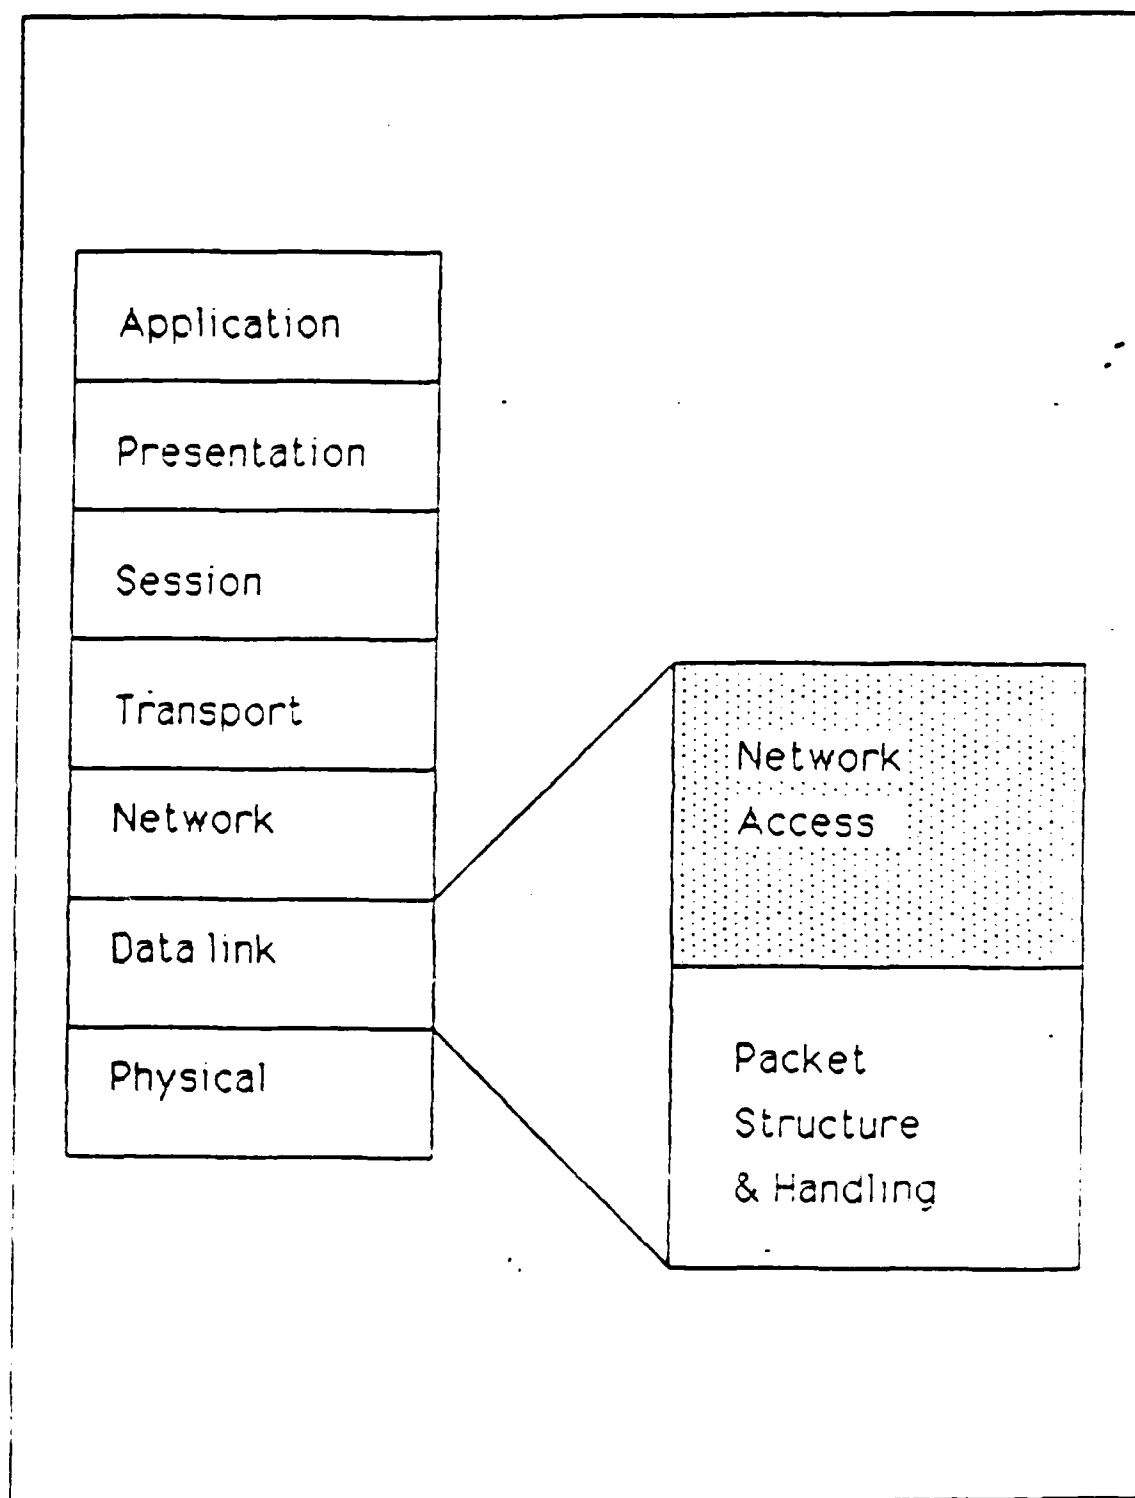 Application
Presentation
Session
Transport
Network
Data link
Physical
Network
Access
Packet
Structure
& Handling